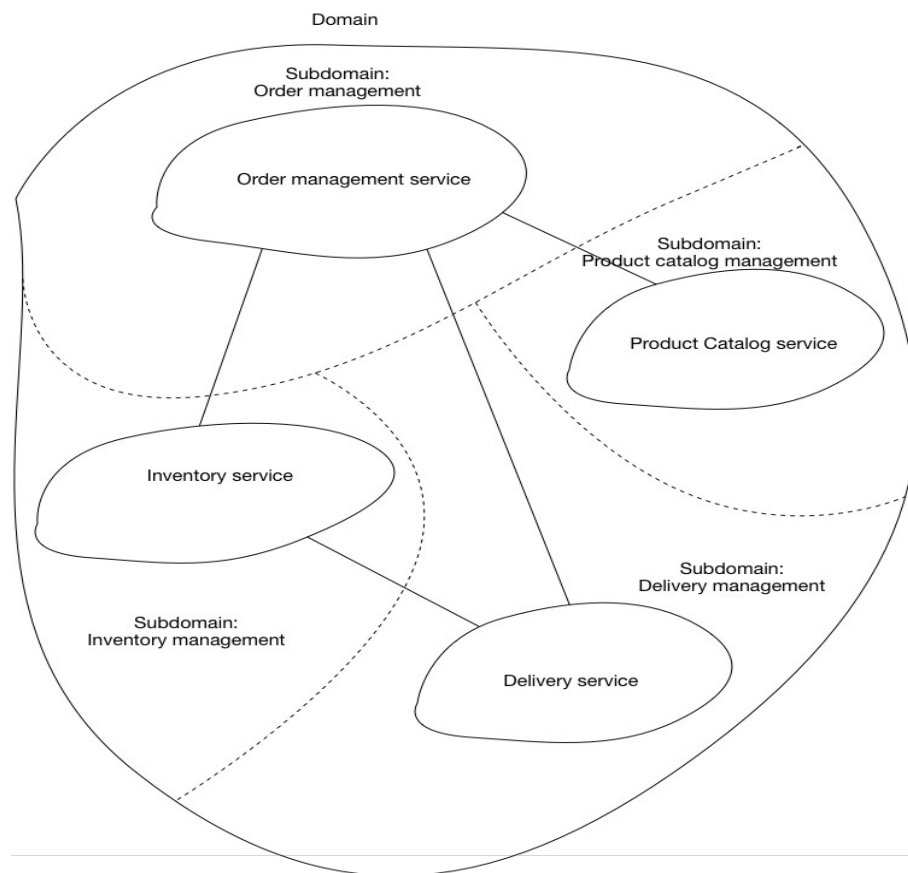 Domain
Subdomain:
Order management
Order management service
Subdomain:
Product catalog management
Product Catalog service
Inventory service
Subdomain:
Delivery management
Subdomain:
Inventory management
Delivery service